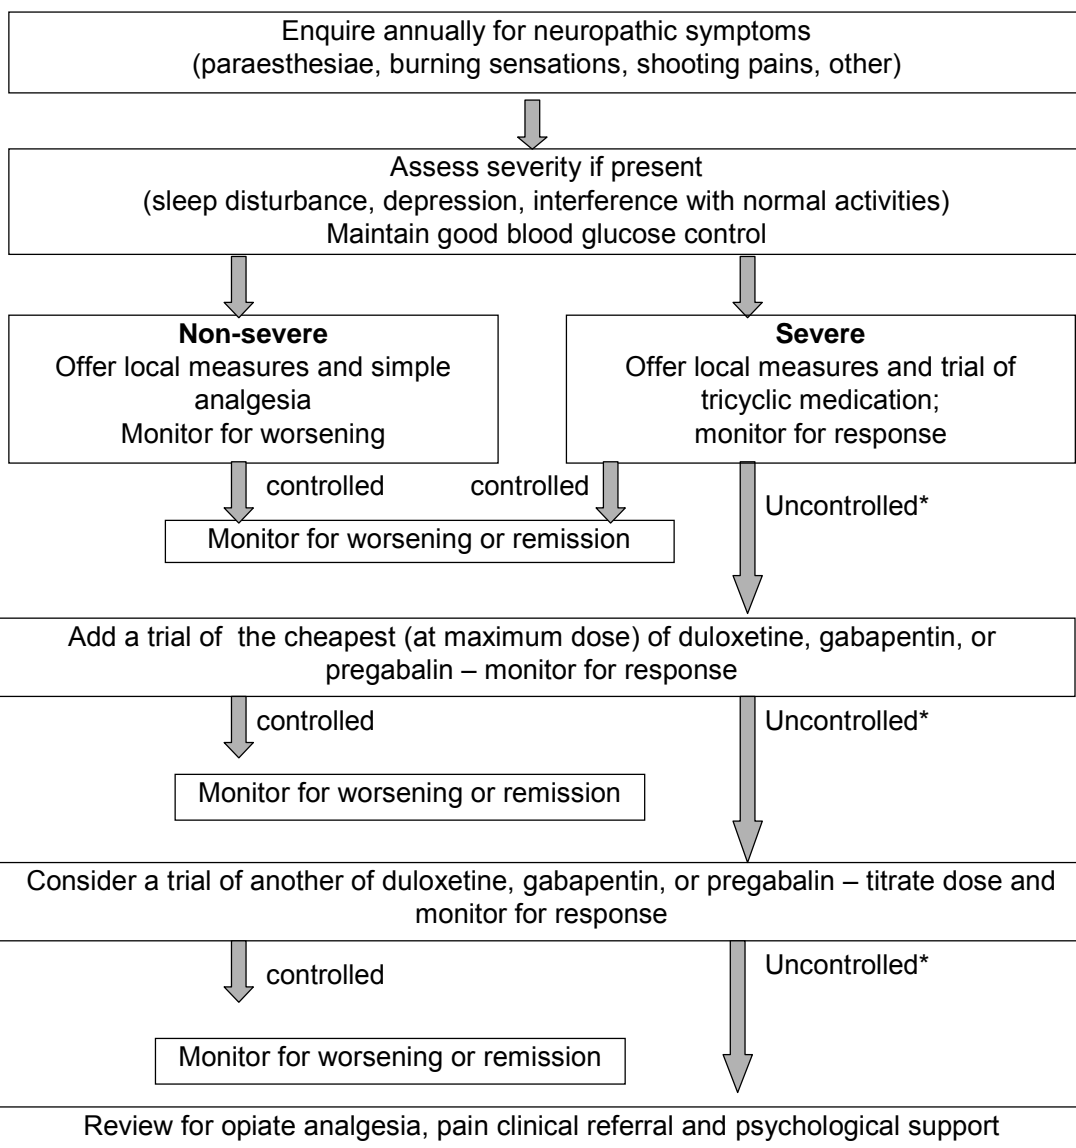 Enquire annually for neuropathic symptoms
(paraesthesiae, burning sensations, shooting pains, other)
Assess severity if present
(sleep disturbance, depression, interference with normal activities)
Maintain good blood glucose control
Non-severe
Offer local measures and simple
analgesia
Monitor for worsening
Severe
Offer local measures and trial of
tricyclic medication;
monitor for response
controlled
controlled
Uncontrolled*
Monitor for worsening or remission
Add a trial of the cheapest (at maximum dose) of duloxetine, gabapentin, or
pregabalin – monitor for response
controlled
Uncontrolled*
Monitor for worsening or remission
Consider a trial of another of duloxetine, gabapentin, or pregabalin – titrate dose and
monitor for response
controlled
Uncontrolled*
Monitor for worsening or remission
Review for opiate analgesia, pain clinical referral and psychological support